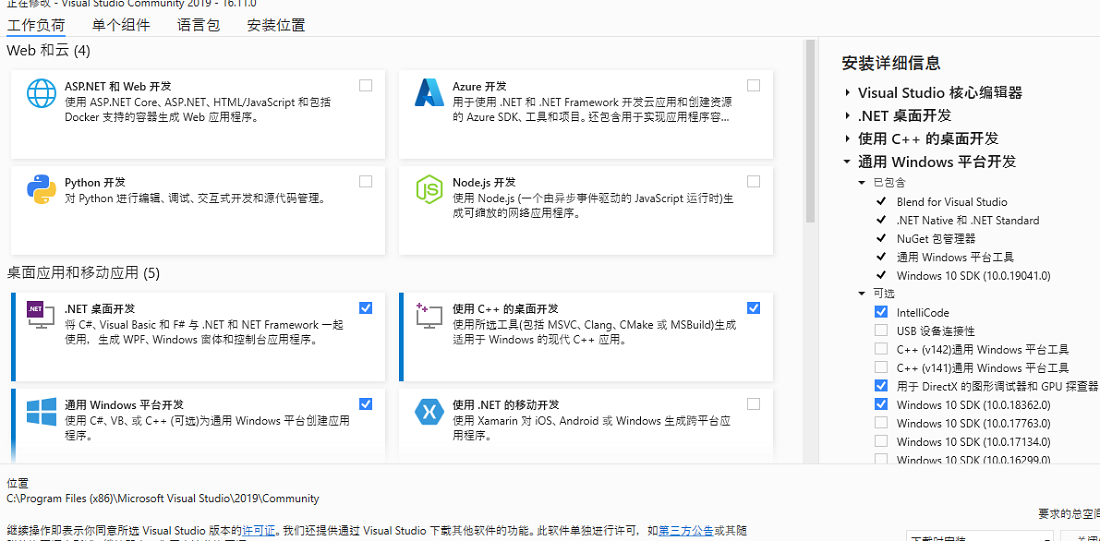 正在修改 - Visual Studio Community 2019 - 16.11.0
工作负荷 单个组件 语言包 安装位置
Web 和云 (4)
ASP.NET 和 Web 开发
使用 ASP.NET Core、ASP.NET、HTML/JavaScript 和包括
Docker 支持的容器生成 Web 应用程序。
Azure 开发
用于使用 .NET 和 .NET Framework 开发云应用和创建资源
的 Azure SDK、工具和项目。还包含用于实现应用程序容...
Python 开发
对 Python 进行编辑、调试、交互式开发和源代码管理。
Node.js 开发
使用 Node.js (一个由异步事件驱动的 JavaScript 运行时)生
成可缩放的网络应用程序。
桌面应用和移动应用 (5)
.NET 桌面开发
将 C#、Visual Basic 和 F# 与 .NET 和 NET Framework 一起
使用，生成 WPF、Windows 窗体和控制台应用程序。
使用 C++ 的桌面开发
使用所选工具(包括 MSVC、Clang、CMake 或 MSBuild)生成
适用于 Windows 的现代 C++ 应用。
通用 Windows 平台开发
使用 C#、VB、或 C++ (可选)为通用 Windows 平台创建应用
程序。
使用 .NET 的移动开发
使用 Xamarin 对 iOS、Android 或 Windows 生成跨平台应
用程序。
安装详细信息
Visual Studio 核心编辑器
.NET 桌面开发
使用 C++ 的桌面开发
通用 Windows 平台开发
已包含
Blend for Visual Studio
.NET Native 和 .NET Standard
NuGet 包管理器
通用 Windows 平台工具
Windows 10 SDK (10.0.19041.0)
可选
IntelliCode
USB 设备连接性
C++ (v142)通用 Windows 平台工具
C++ (v141)通用 Windows 平台工具
用于 DirectX 的图形调试器和 GPU 探查器
Windows 10 SDK (10.0.18362.0)
Windows 10 SDK (10.0.17763.0)
Windows 10 SDK (10.0.17134.0)
Windows 10 SDK (10.0.16299.0)
位置
C:\Program Files (x86)\Microsoft Visual Studio\2019\Community
要求的总空间
继续操作即表示你同意所选 Visual Studio 版本的许可证。我们还提供通过 Visual Studio 下载其他软件的功能。此软件单独进行许可，如第三方公告或其随
下载时安装